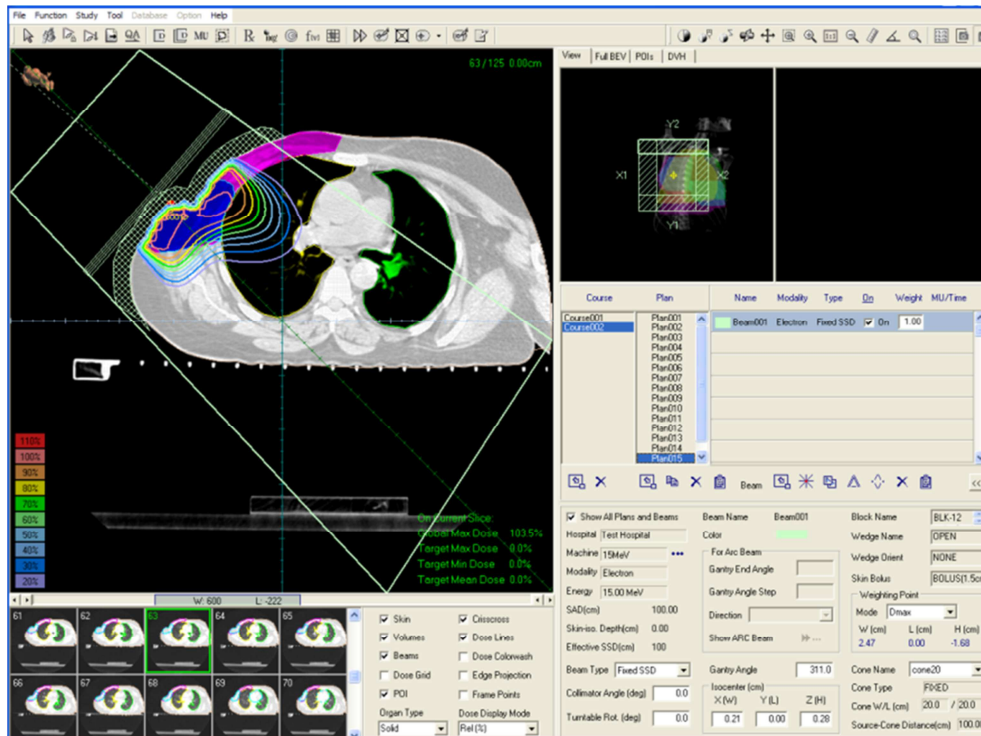 File Function Study Tool Database Option Help
QA MU Rx
63 / 125 0.00cm
View Full BEV POIs DVH
Y2
X1 X2
Course Plan Name Modality Type On Weight MU/Time
Course001 Plan001 Beam001 Electron Fixed SSD On 1.00
Course002 Plan002
Plan003
Plan004
Plan005
Plan006
Plan007
Plan008
Plan009
Plan010
Plan011
Plan012
Plan013
Plan014
Plan015
Beam
110%
100%
90%
80%
70%
60%
50%
40%
30%
20%
On Current Slice:
Global Max Dose 103.5%
Target Max Dose 0.0%
Target Min Dose 0.0%
Target Mean Dose 0.0%
W: 600 L: -222
61 62 63 64 65
66 67 68 69 70
Skin Crisscross
Volumes Dose Lines
Beams Dose Colorwash
Dose Grid Edge Projection
POI Frame Points
Organ Type Dose Display Mode
Solid Rel (%)
Show All Plans and Beams
Hospital Test Hospital
Machine 15MeV
Modality Electron
Energy 15.00 MeV
SAD(cm) 100.00
Skin-iso. Depth(cm) 0.00
Effective SSD(cm) 100
Beam Type Fixed SSD
Collimator Angle (deg) 0.0
Turntable Rot. (deg) 0.0
Beam Name Beam001
Color
For Arc Beam
Gantry End Angle
Gantry Angle Step
Direction
Show ARC Beam
Gantry Angle 311.0
Isocenter (cm)
X (W) Y (L) Z (H)
0.21 0.00 0.28
Block Name BLK-12
Wedge Name OPEN
Wedge Orient NONE
Skin Bolus BOLUS(1.5cm
Weighting Point
Mode Dmax
W (cm) L (cm) H (cm)
2.47 0.00 -1.68
Cone Name cone20
Cone Type FIXED
Cone W/L (cm) 20.0 / 20.0
Source-Cone Distance(cm) 100.00